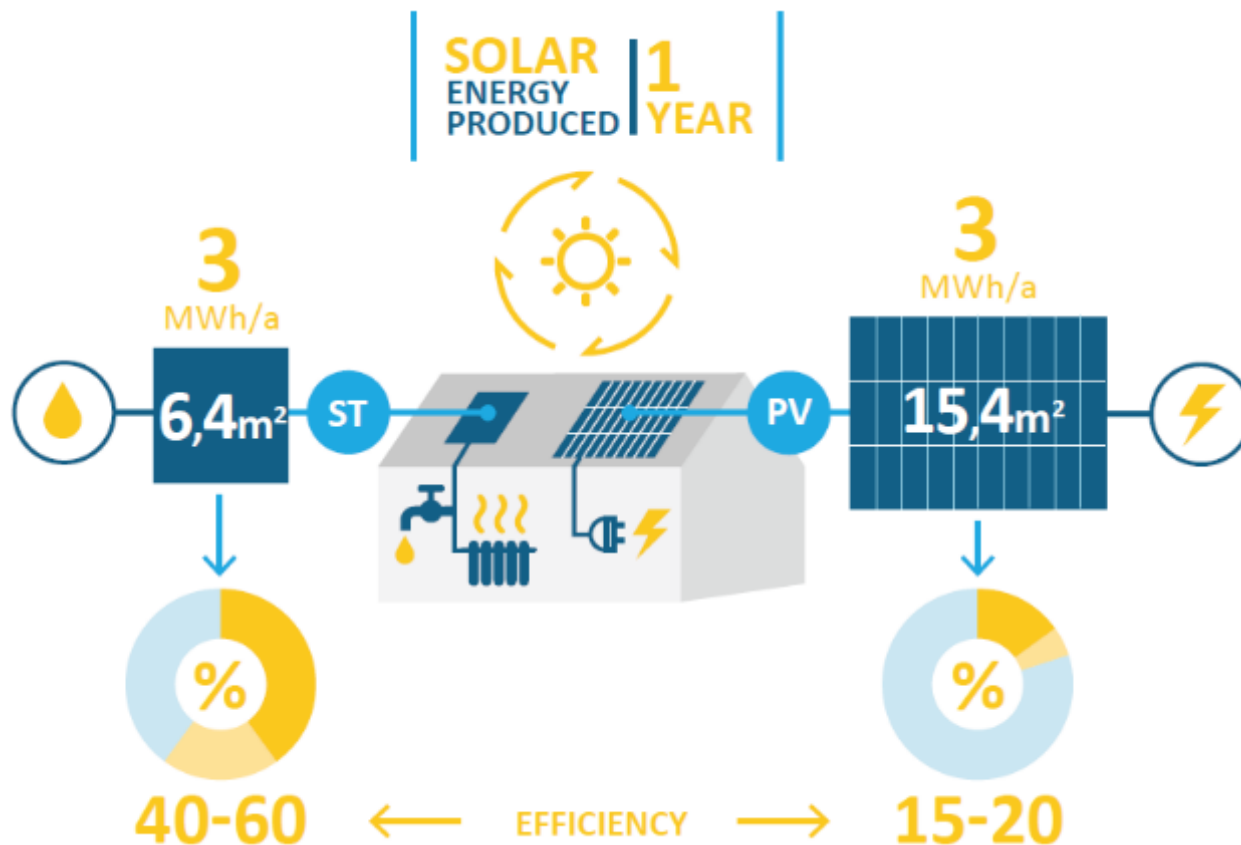 SOLAR
ENERGY
PRODUCED
1
YEAR
3
MWh/a
3
MWh/a
6,4m²
ST
PV
15,4m²
%
%
40-60
EFFICIENCY
15-20